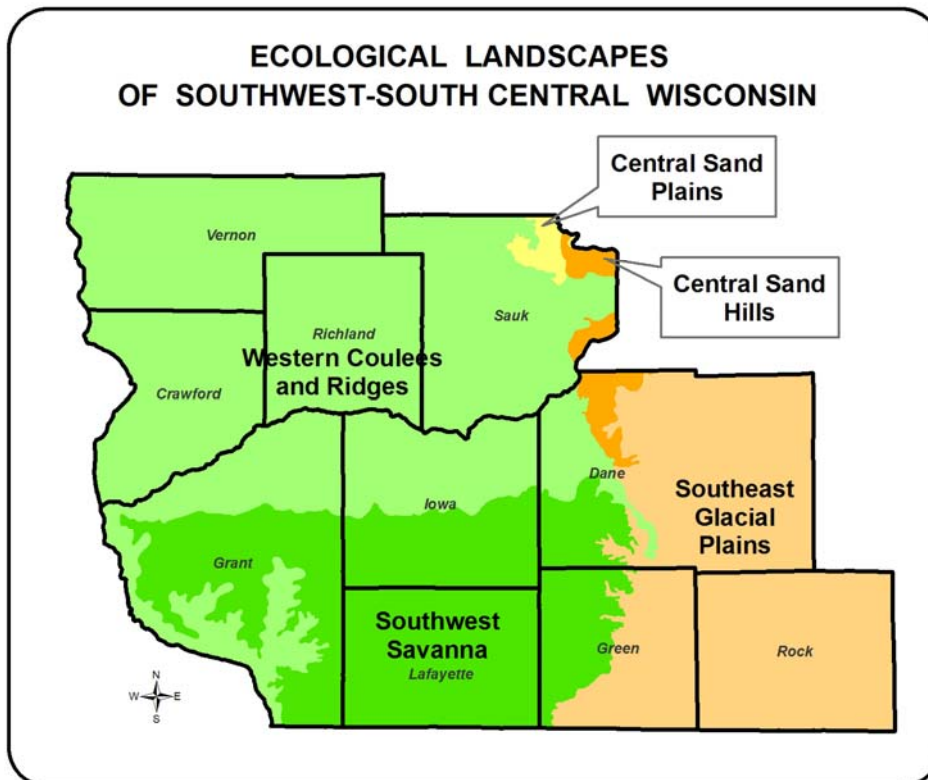 ECOLOGICAL LANDSCAPES
OF SOUTHWEST-SOUTH CENTRAL WISCONSIN
Central Sand
Plains
Vernon
Central Sand
Hills
Sauk
Richland
Western Coulees
and Ridges
Crawford
Dane
Southeast
Glacial
Plains
Iowa
Grant
Southwest
Savanna
Lafayette
Green
Rock
N
W E
S